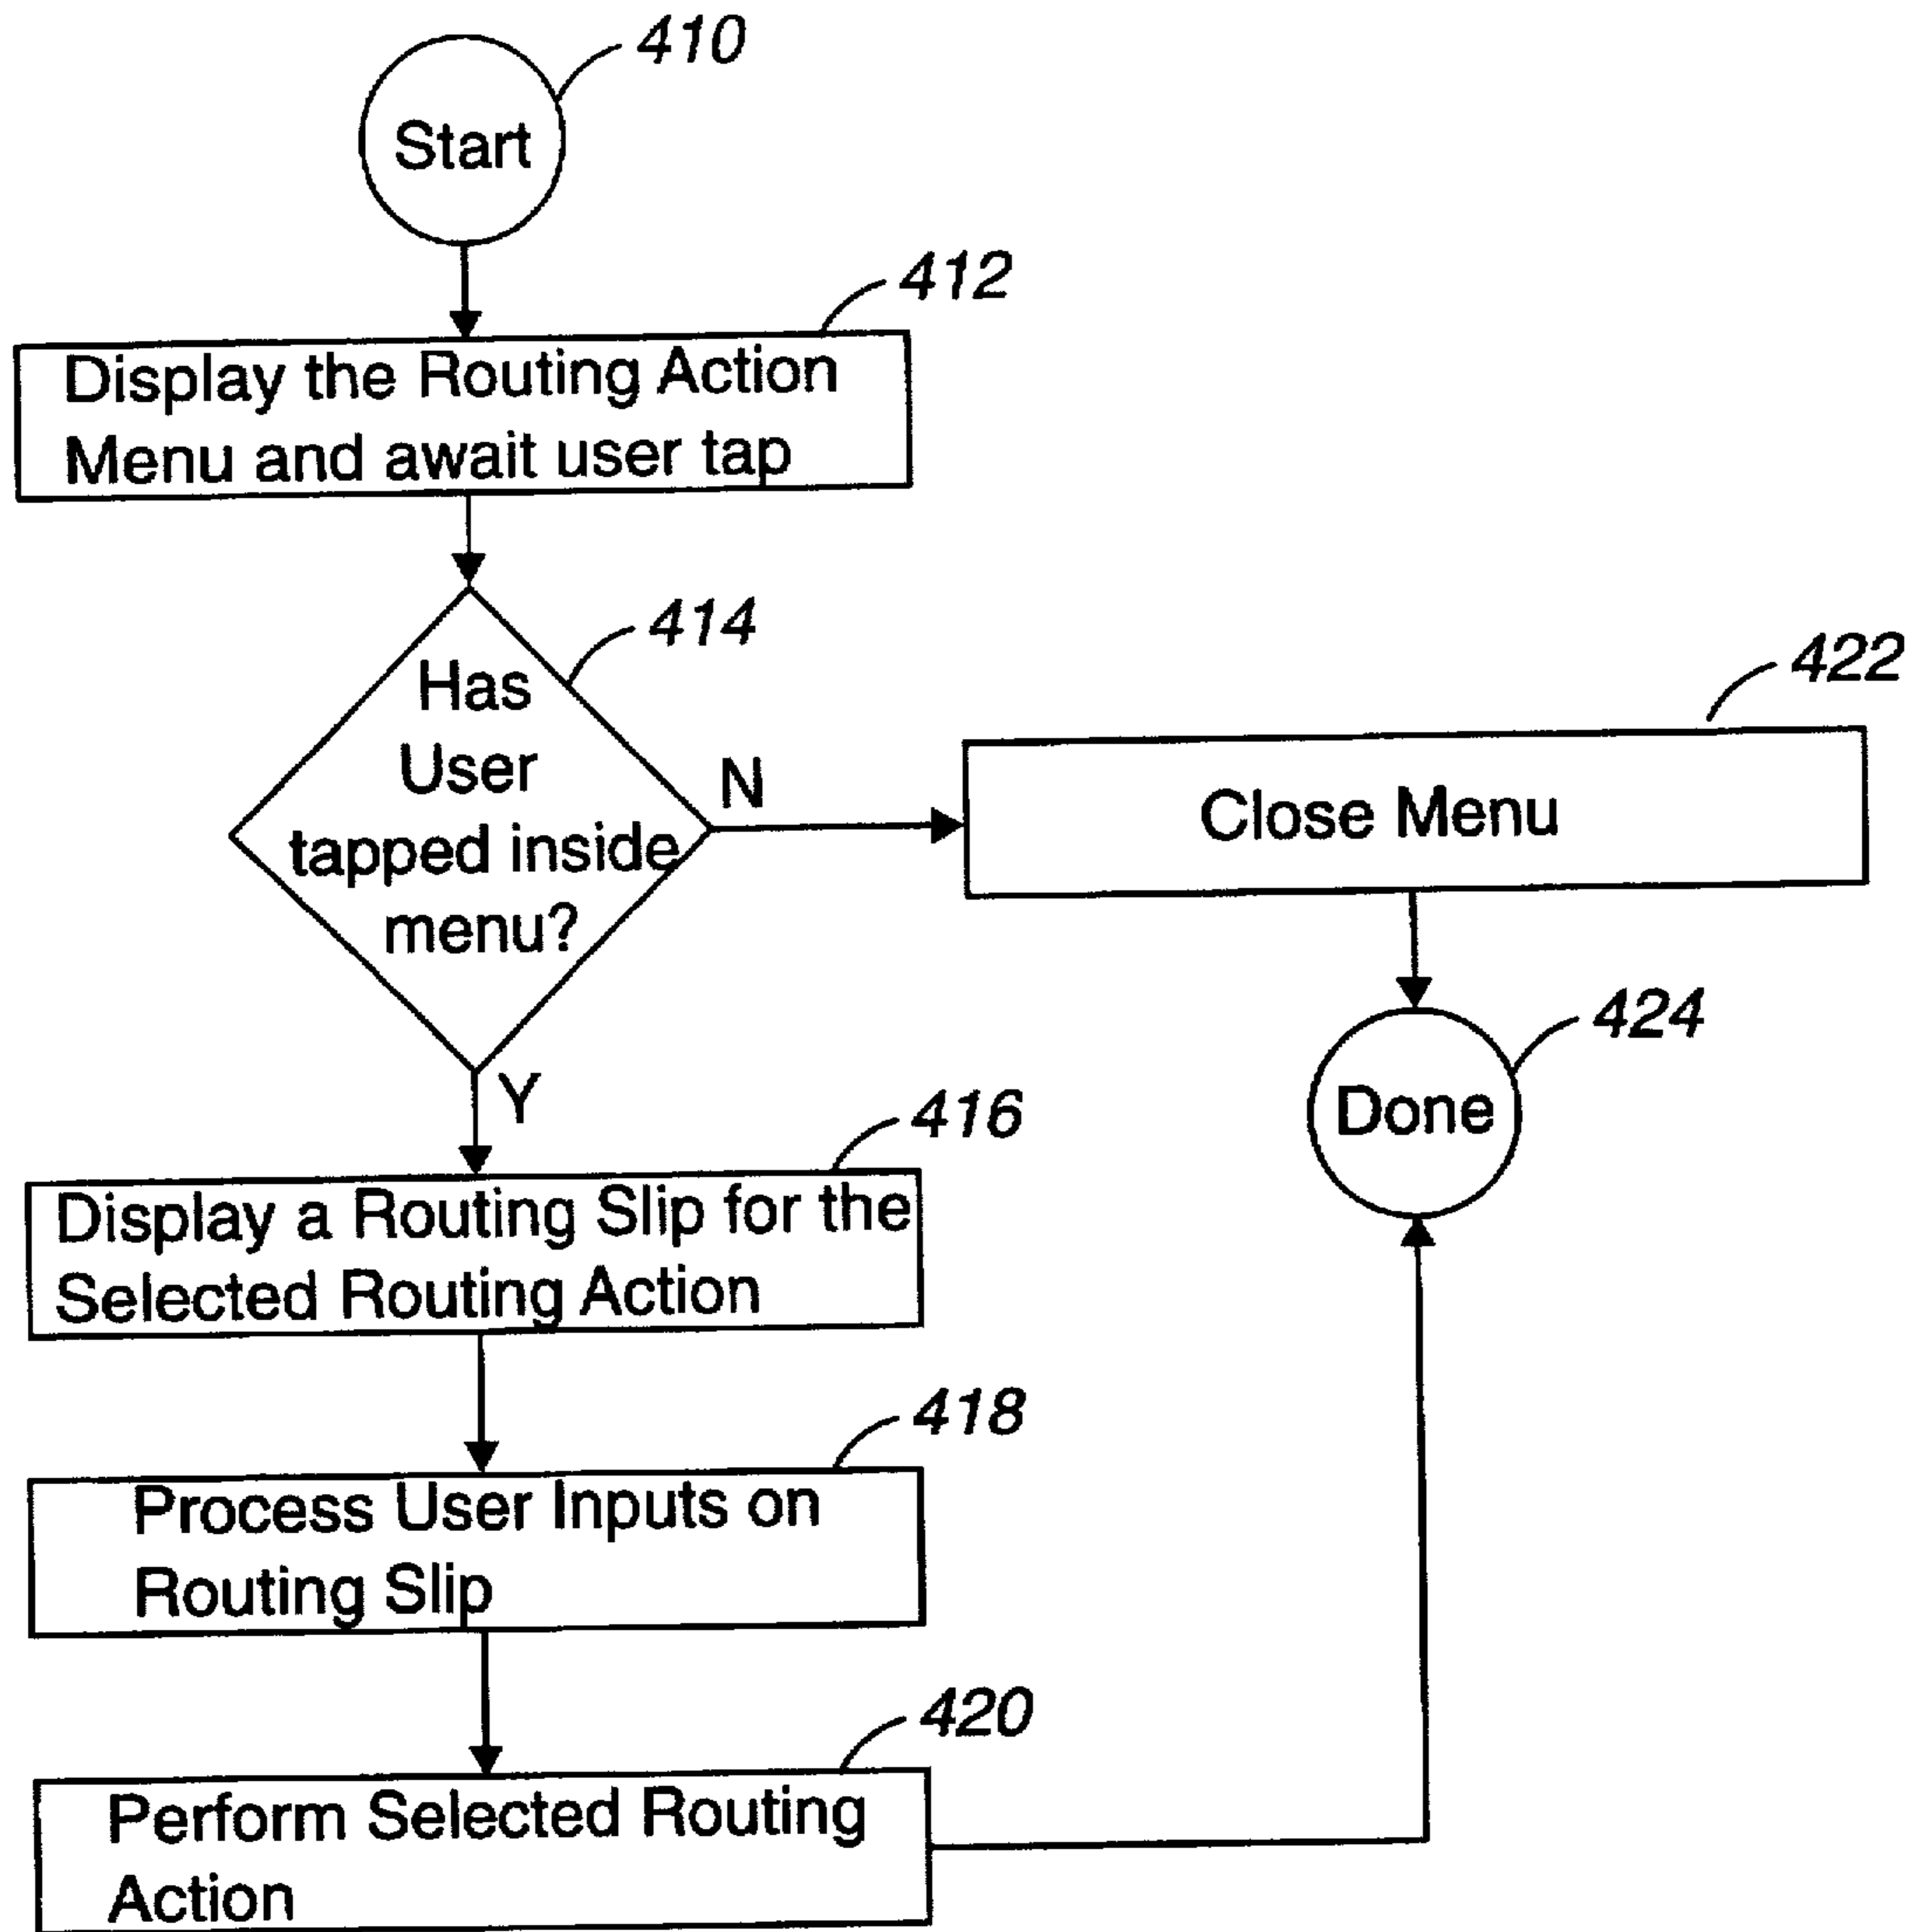 410
Start
412
Display the Routing Action
Menu and await user tap
414
Has
User
tapped inside
menu?
N
422
Close Menu
424
Done
Y
416
Display a Routing Slip for the
Selected Routing Action
418
Process User Inputs on
Routing Slip
420
Perform Selected Routing
Action